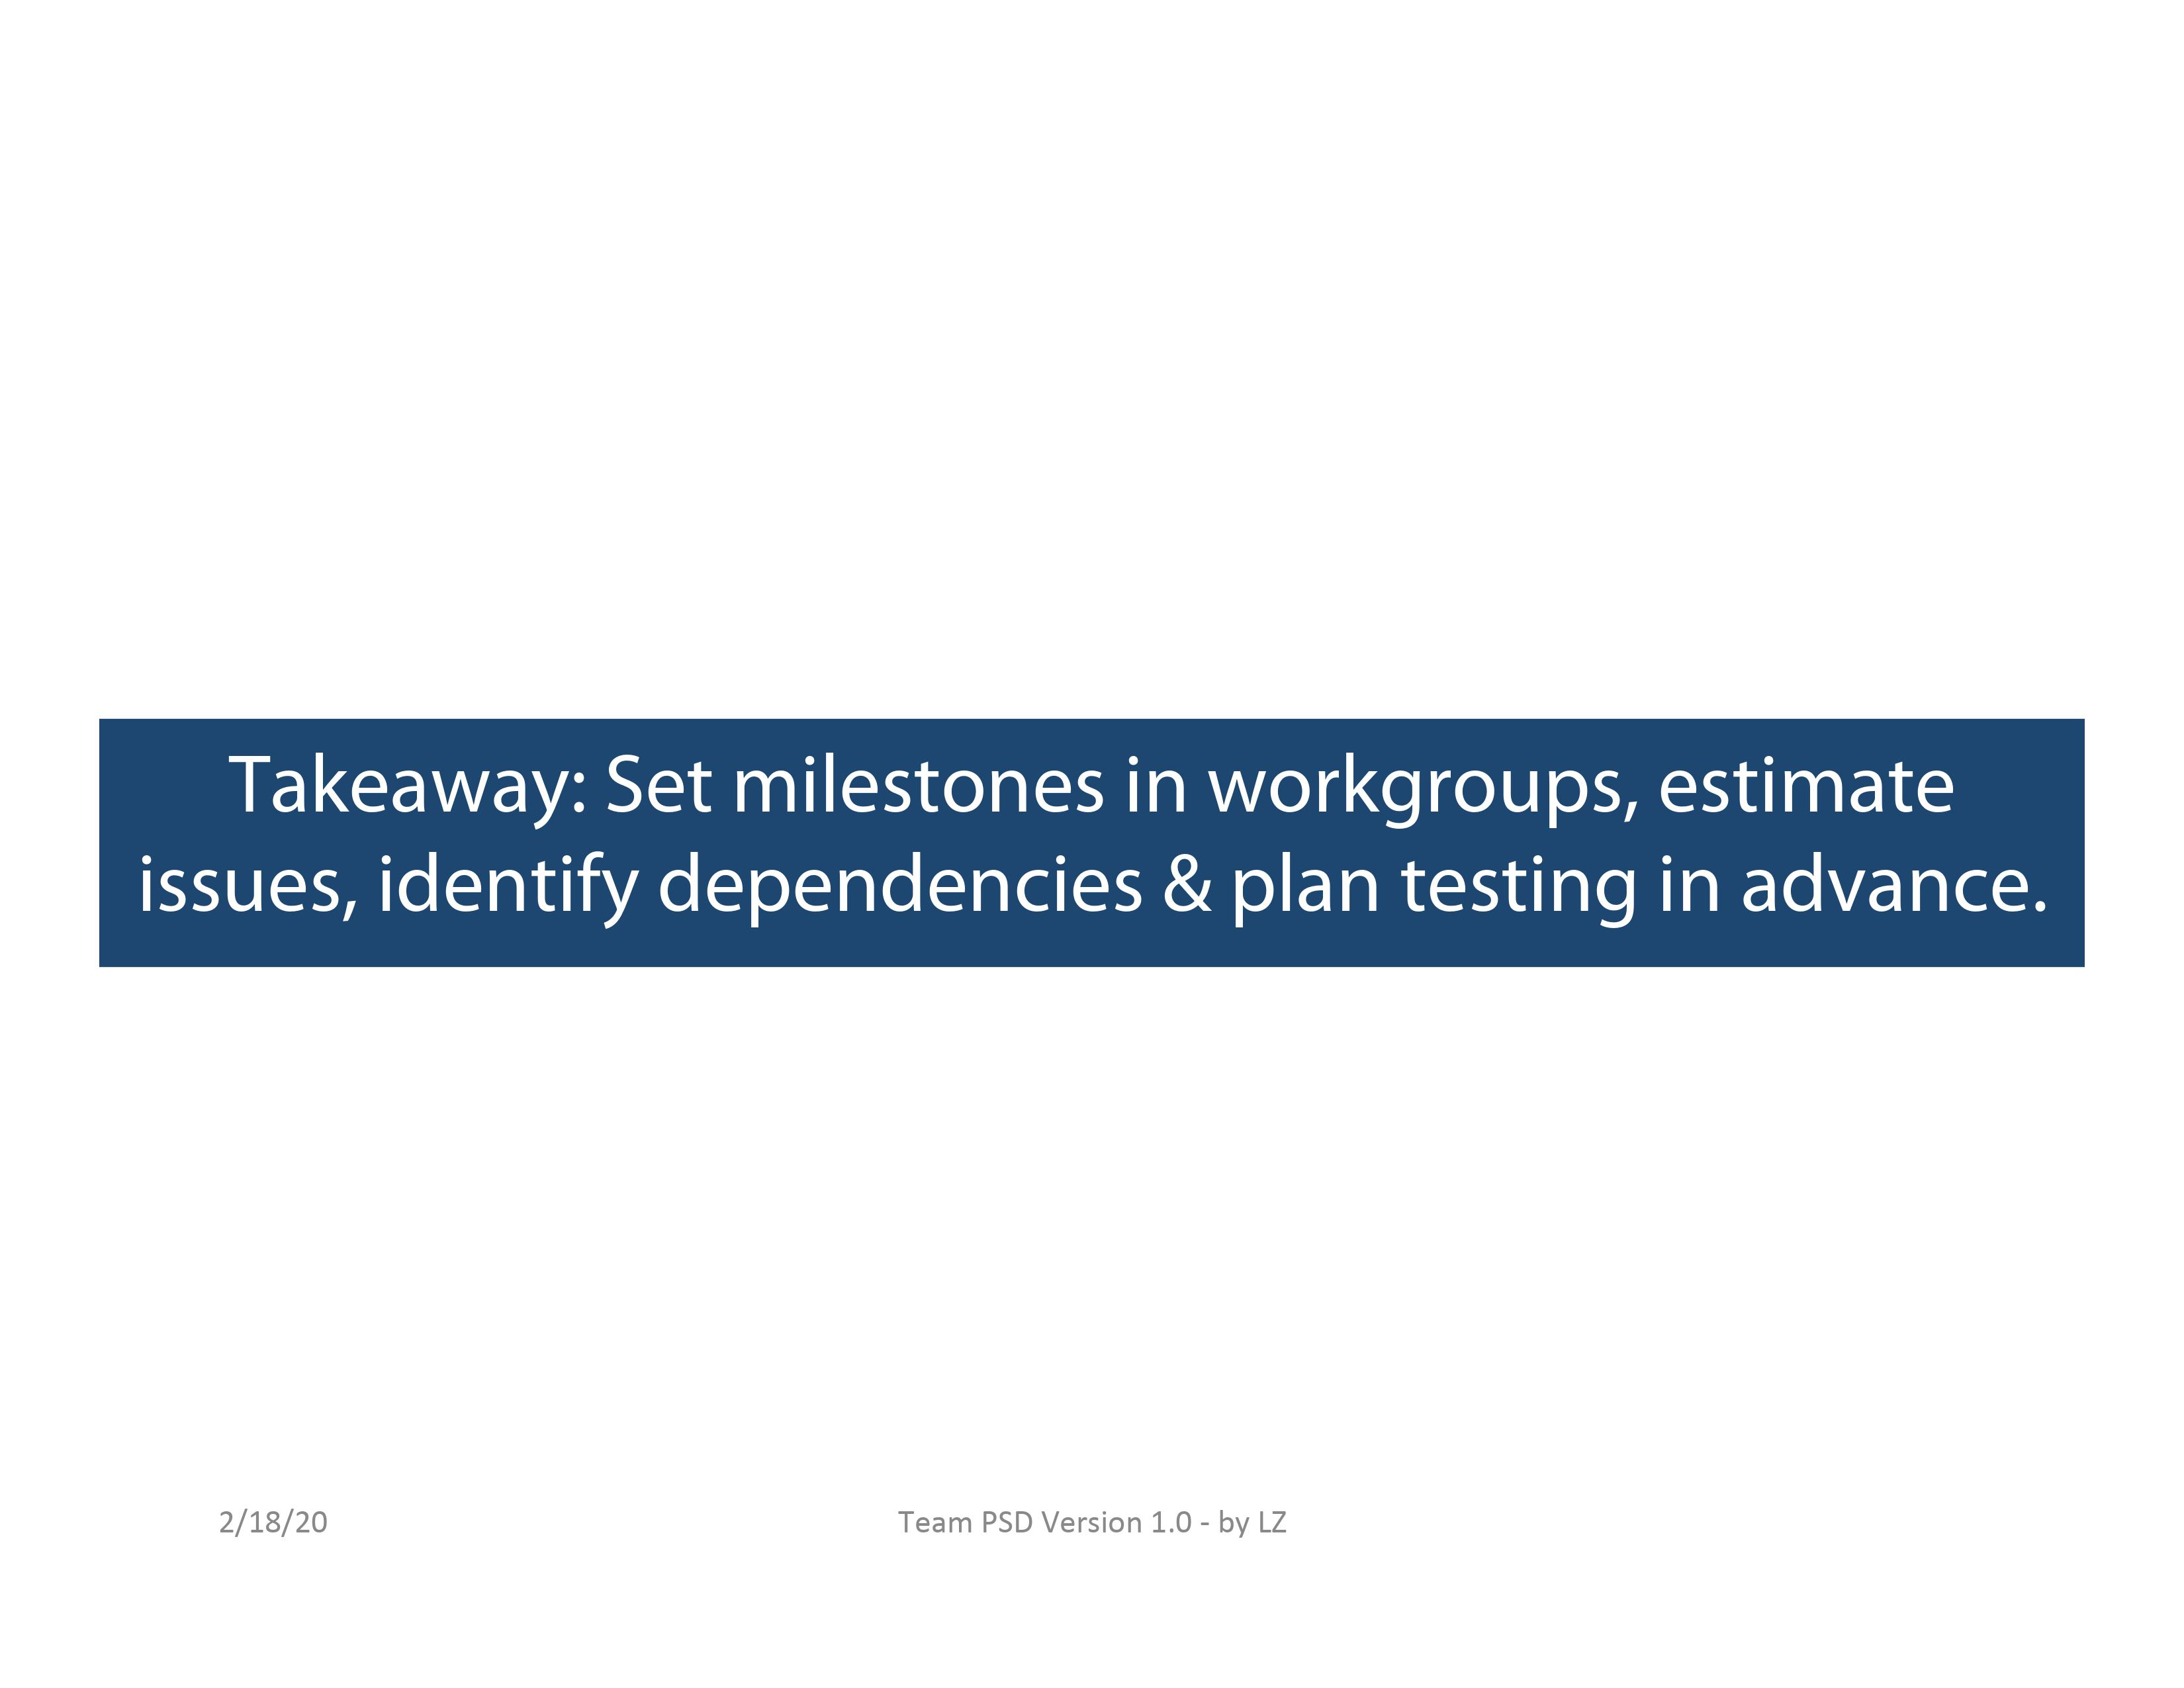 Takeaway: Set milestones in workgroups, estimate
issues, identify dependencies & plan testing in advance.
2/18/20
Team PSD Version 1.0 - by LZ